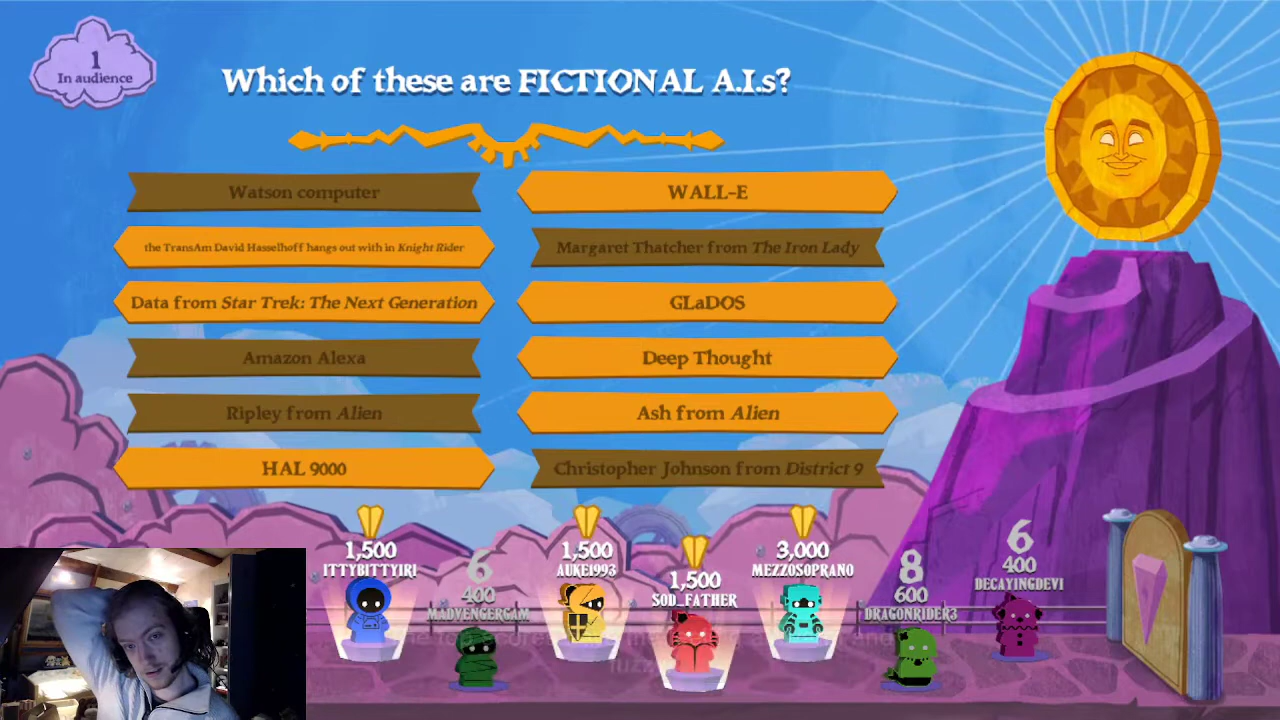 1
In audience
Which of these are FICTIONAL A.I.s?
Watson computer
WALL-E
the TransAm David Hasselhoff hangs out with in Knight Rider
Margaret Thatcher from The Iron Lady
Data from Star Trek: The Next Generation
GLaDOS
Amazon Alexa
Deep Thought
Ripley from Alien
Ash from Alien
HAL 9000
Christopher Johnson from District 9
1,500
ITTYBITTYIRI
6
400
MADVENGERGAM
1,500
AUKE1993
1,500
SOD_FATHER
3,000
MEZZOSOPRANO
8
600
DRAGONRIDER3
6
400
DECAYINGDEVI